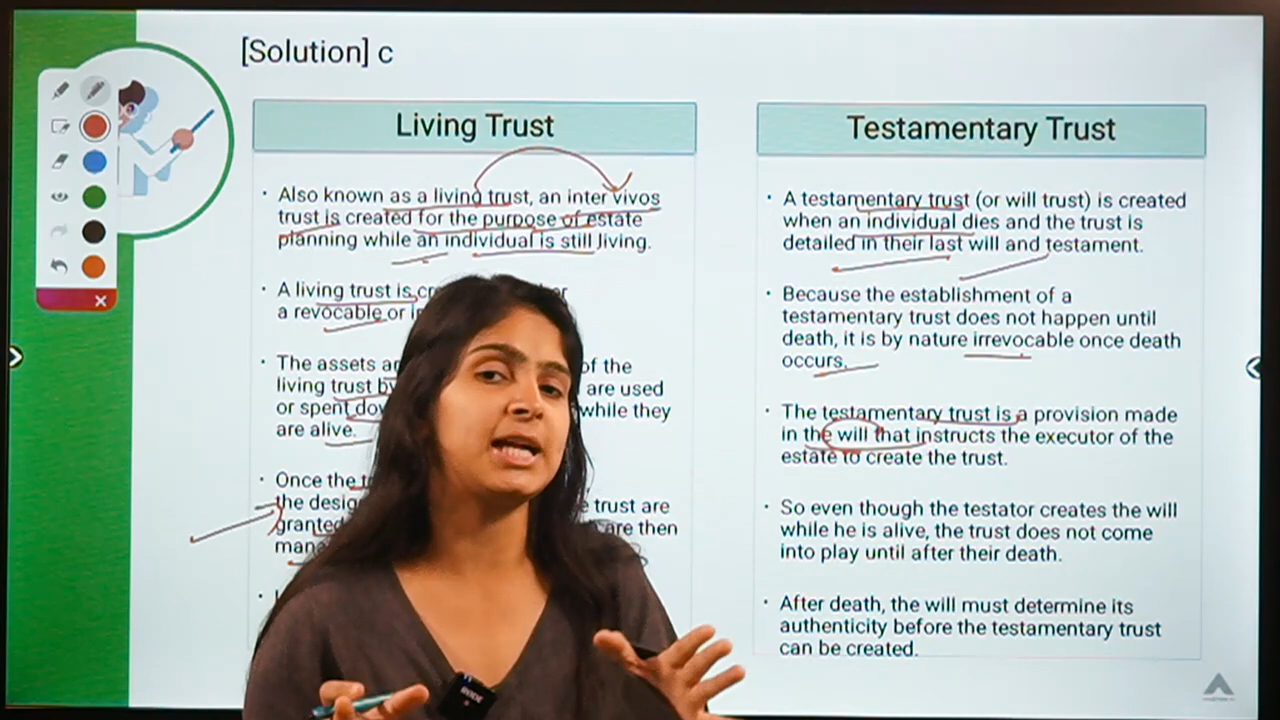 [Solution] c
Living Trust
Also known as a living trust, an inter vivos
trust is created for the purpose of estate
planning while an individual is still living.
A living trust is
a revocable or
The assets of the
living trust are used
or spent while they
are alive.
Once the
the trust are
granted are then
Testamentary Trust
A testamentary trust (or will trust) is created
when an individual dies and the trust is
detailed in their last will and testament.
Because the establishment of a
testamentary trust does not happen until
death, it is by nature irrevocable once death
occurs.
The testamentary trust is a provision made
in the will that instructs the executor of the
estate to create the trust.
So even though the testator creates the will
while he is alive, the trust does not come
into play until after their death.
After death, the will must determine its
authenticity before the testamentary trust
can be created.